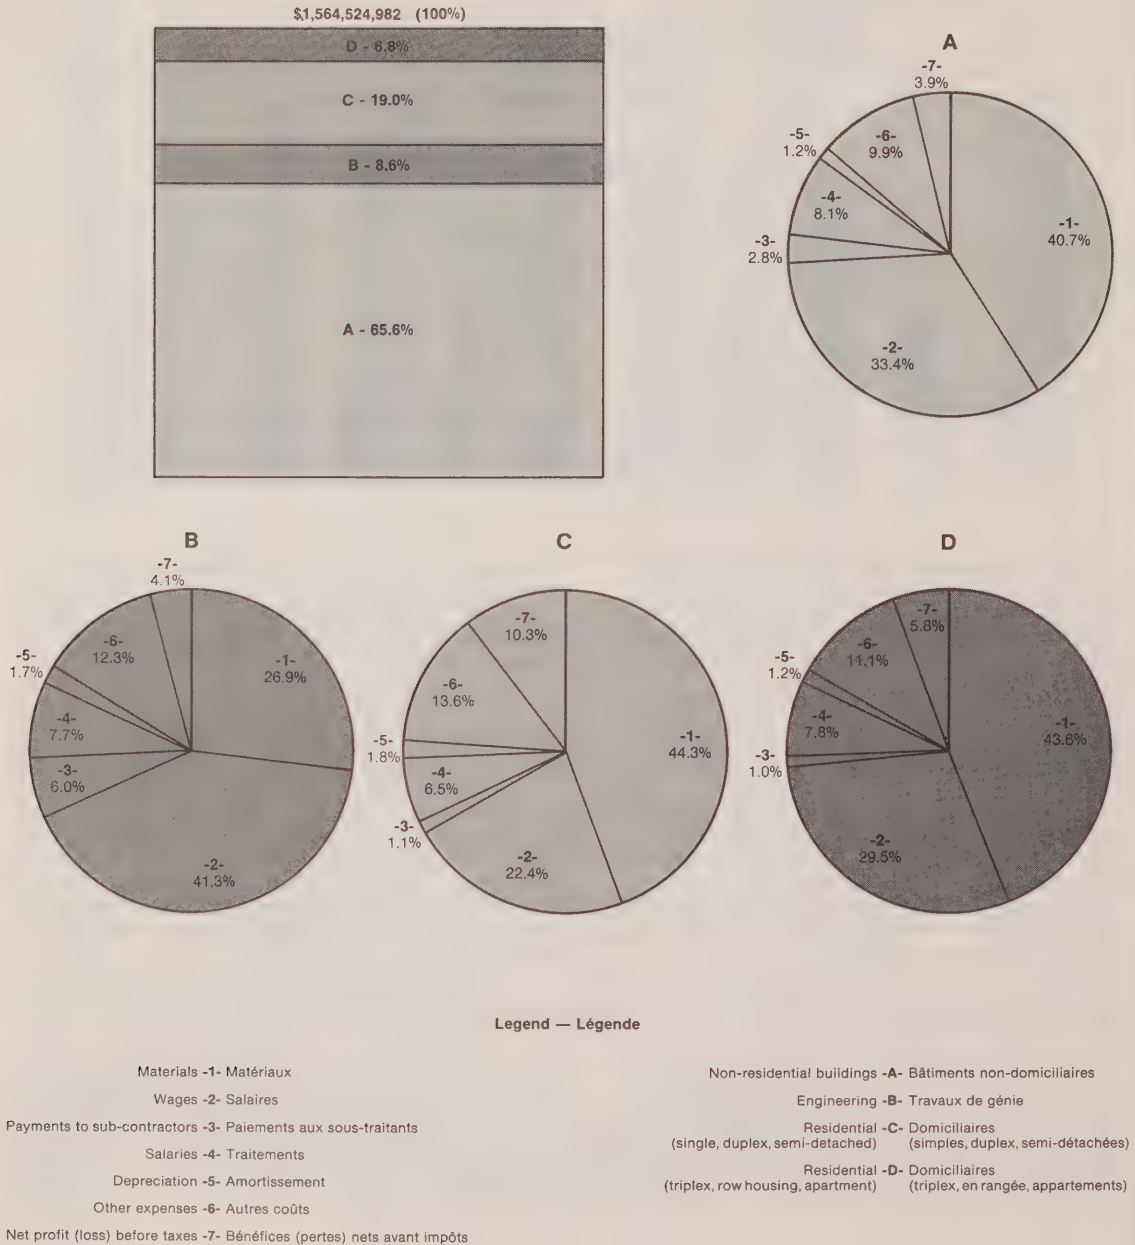 $1,564,524,982 (100%)
D - 6.8%
C - 19.0%
B - 8.6%
A - 65.6%
A
-7-
3.9%
-6-
9.9%
-5-
1.2%
-4-
8.1%
-3-
2.8%
-1-
40.7%
-2-
33.4%
B
-7-
4.1%
-6-
12.3%
-5-
1.7%
-1-
26.9%
-4-
7.7%
-3-
6.0%
-2-
41.3%
C
-7-
10.3%
-6-
13.6%
-5-
1.8%
-1-
44.3%
-4-
6.5%
-3-
1.1%
-2-
22.4%
D
-7-
5.8%
-6-
11.1%
-5-
1.2%
-4-
7.8%
-1-
43.6%
-3-
1.0%
-2-
29.5%
Legend — Légende
Materials -1- Matériaux
Wages -2- Salaires
Payments to sub-contractors -3- Paiements aux sous-traitants
Salaries -4- Traitements
Depreciation -5- Amortissement
Other expenses -6- Autres coûts
Net profit (loss) before taxes -7- Bénéfices (pertes) nets avant impôts
Non-residential buildings -A- Bâtiments non-domiciliaires
Engineering -B- Travaux de génie
Residential -C- Domiciliaires
(single, duplex, semi-detached) (simples, duplex, semi-détachées)
Residential -D- Domiciliaires
(triplex, row housing, apartment) (triplex, en rangée, appartements)